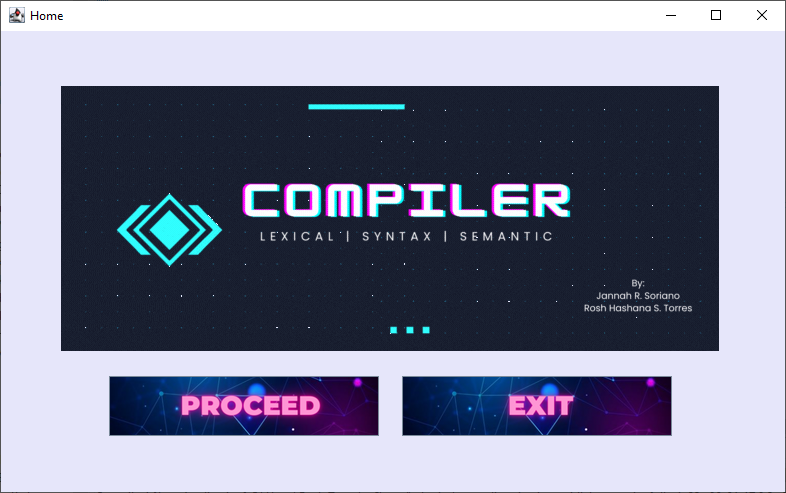 Home
COMPILER
LEXICAL | SYNTAX | SEMANTIC
By:
Jannah R. Soriano
Rosh Hashana S. Torres
PROCEED
EXIT